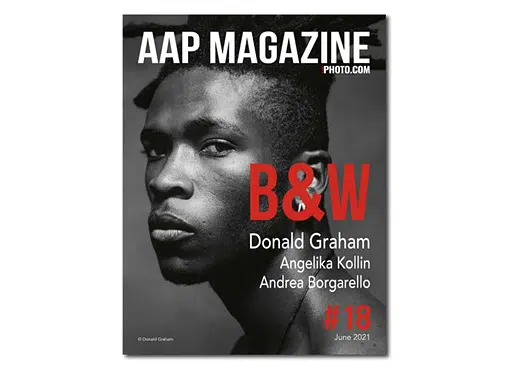 AAP MAGAZINE
PHOTO.COM
B&W
Donald Graham
Angelika Kollin
Andrea Borgarello
#18
June 2021
© Donald Graham